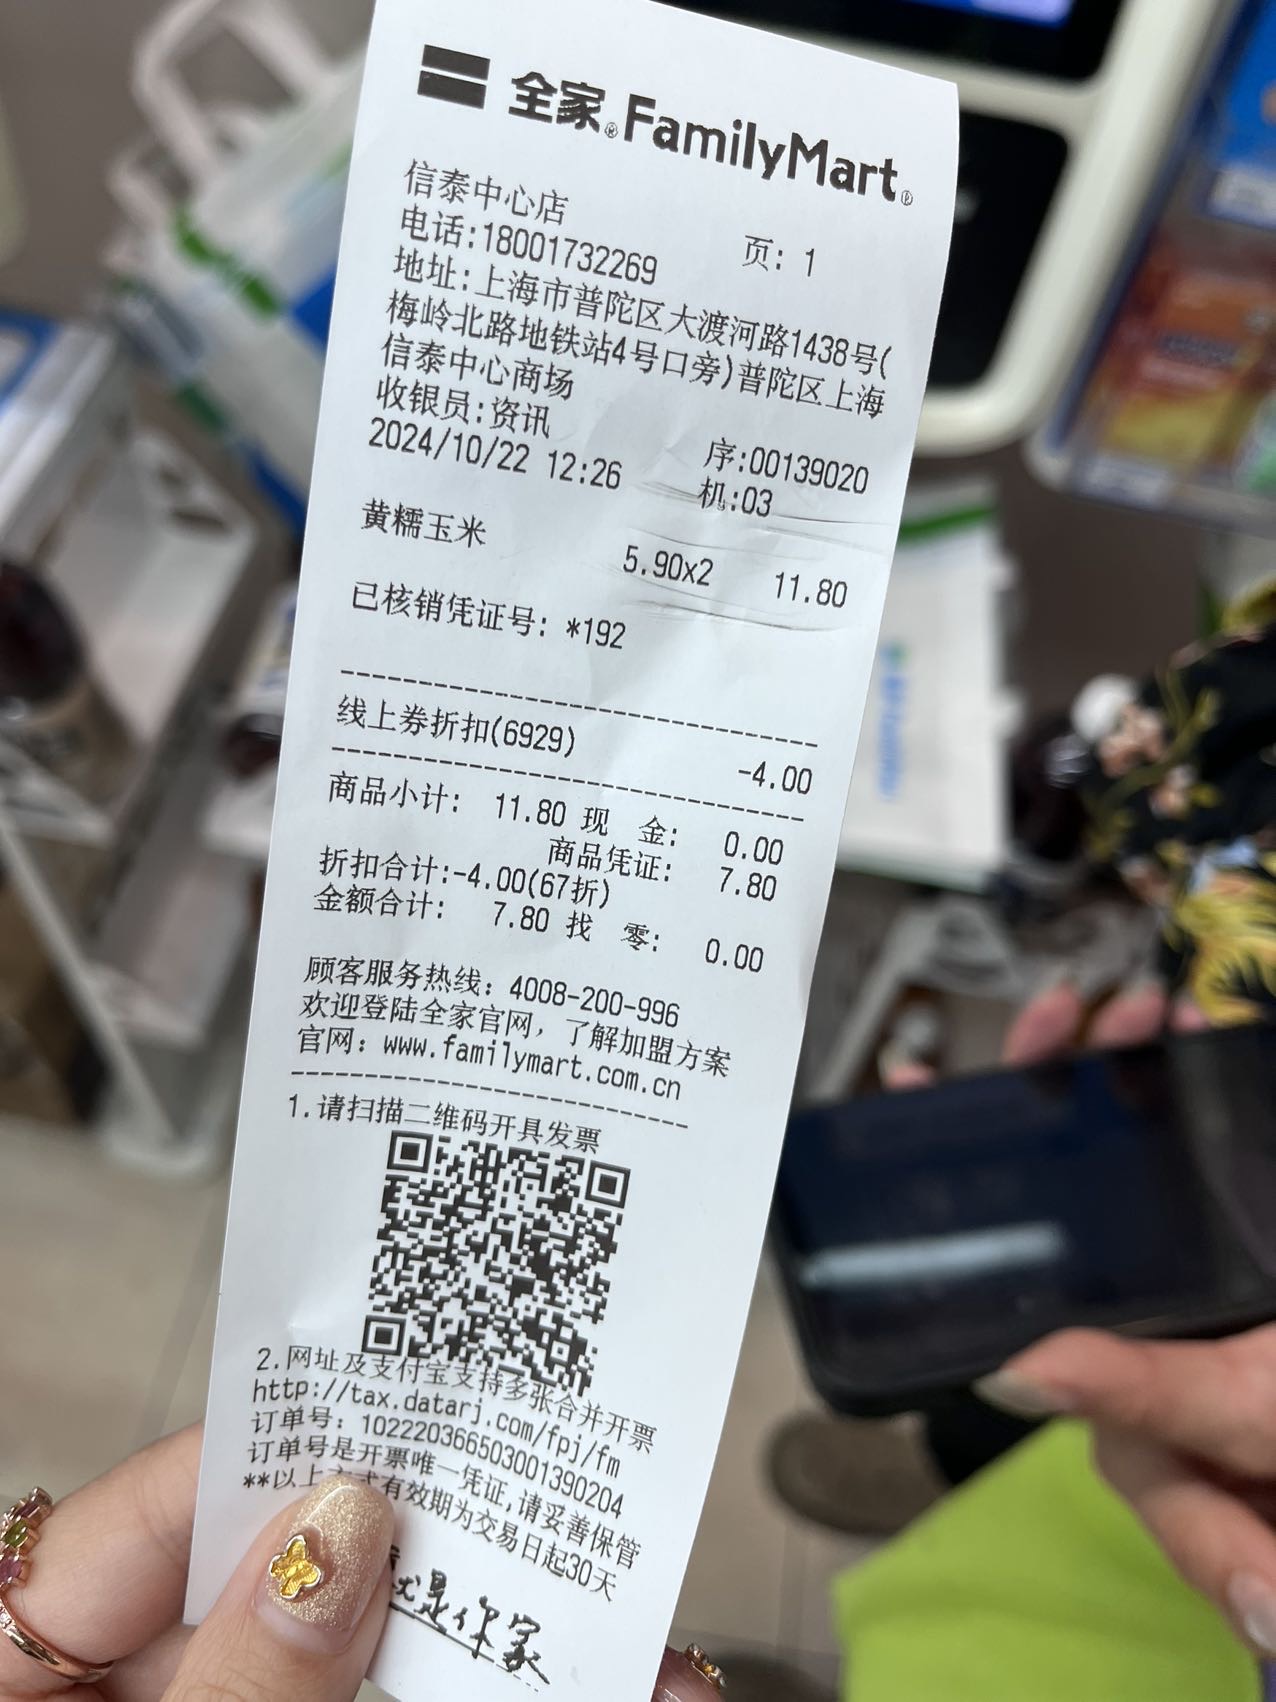 全家®FamilyMart®
信泰中心店
电话:18001732269 页: 1
地址:上海市普陀区大渡河路1438号(
梅岭北路地铁站4号口旁)普陀区上海
信泰中心商场
收银员:资讯 序:00139020
2024/10/22 12:26 机:03
黄糯玉米
5.90x2 11.80
已核销凭证号: *192
线上券折扣(6929) -4.00
商品小计: 11.80 现 金: 0.00
商品凭证: 7.80
折扣合计:-4.00(67折)
金额合计: 7.80 找 零: 0.00
顾客服务热线: 4008-200-996
欢迎登陆全家官网, 了解加盟方案
官网: www.familymart.com.cn
1.请扫描二维码开具发票
2.网址及支付宝支持多张合并开票
http://tax.datarj.com/fpj/fm
订单号: 102220366503001390204
订单号是开票唯一凭证,请妥善保管
**以上方式有效期为交易日起30天
就是你家